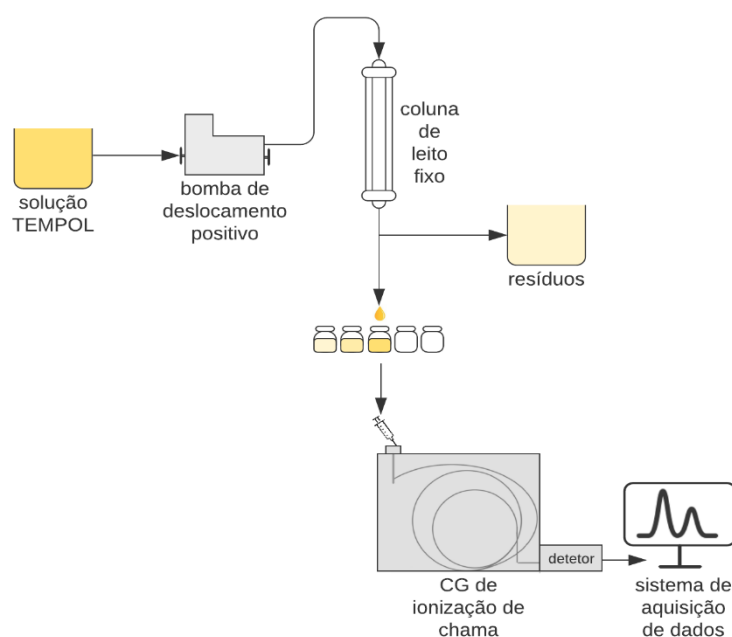 solução
TEMPOL
bomba de
deslocamento
positivo
coluna
de
leito
fixo
resíduos
detetor
CG de
ionização de
chama
sistema de
aquisição
de dados